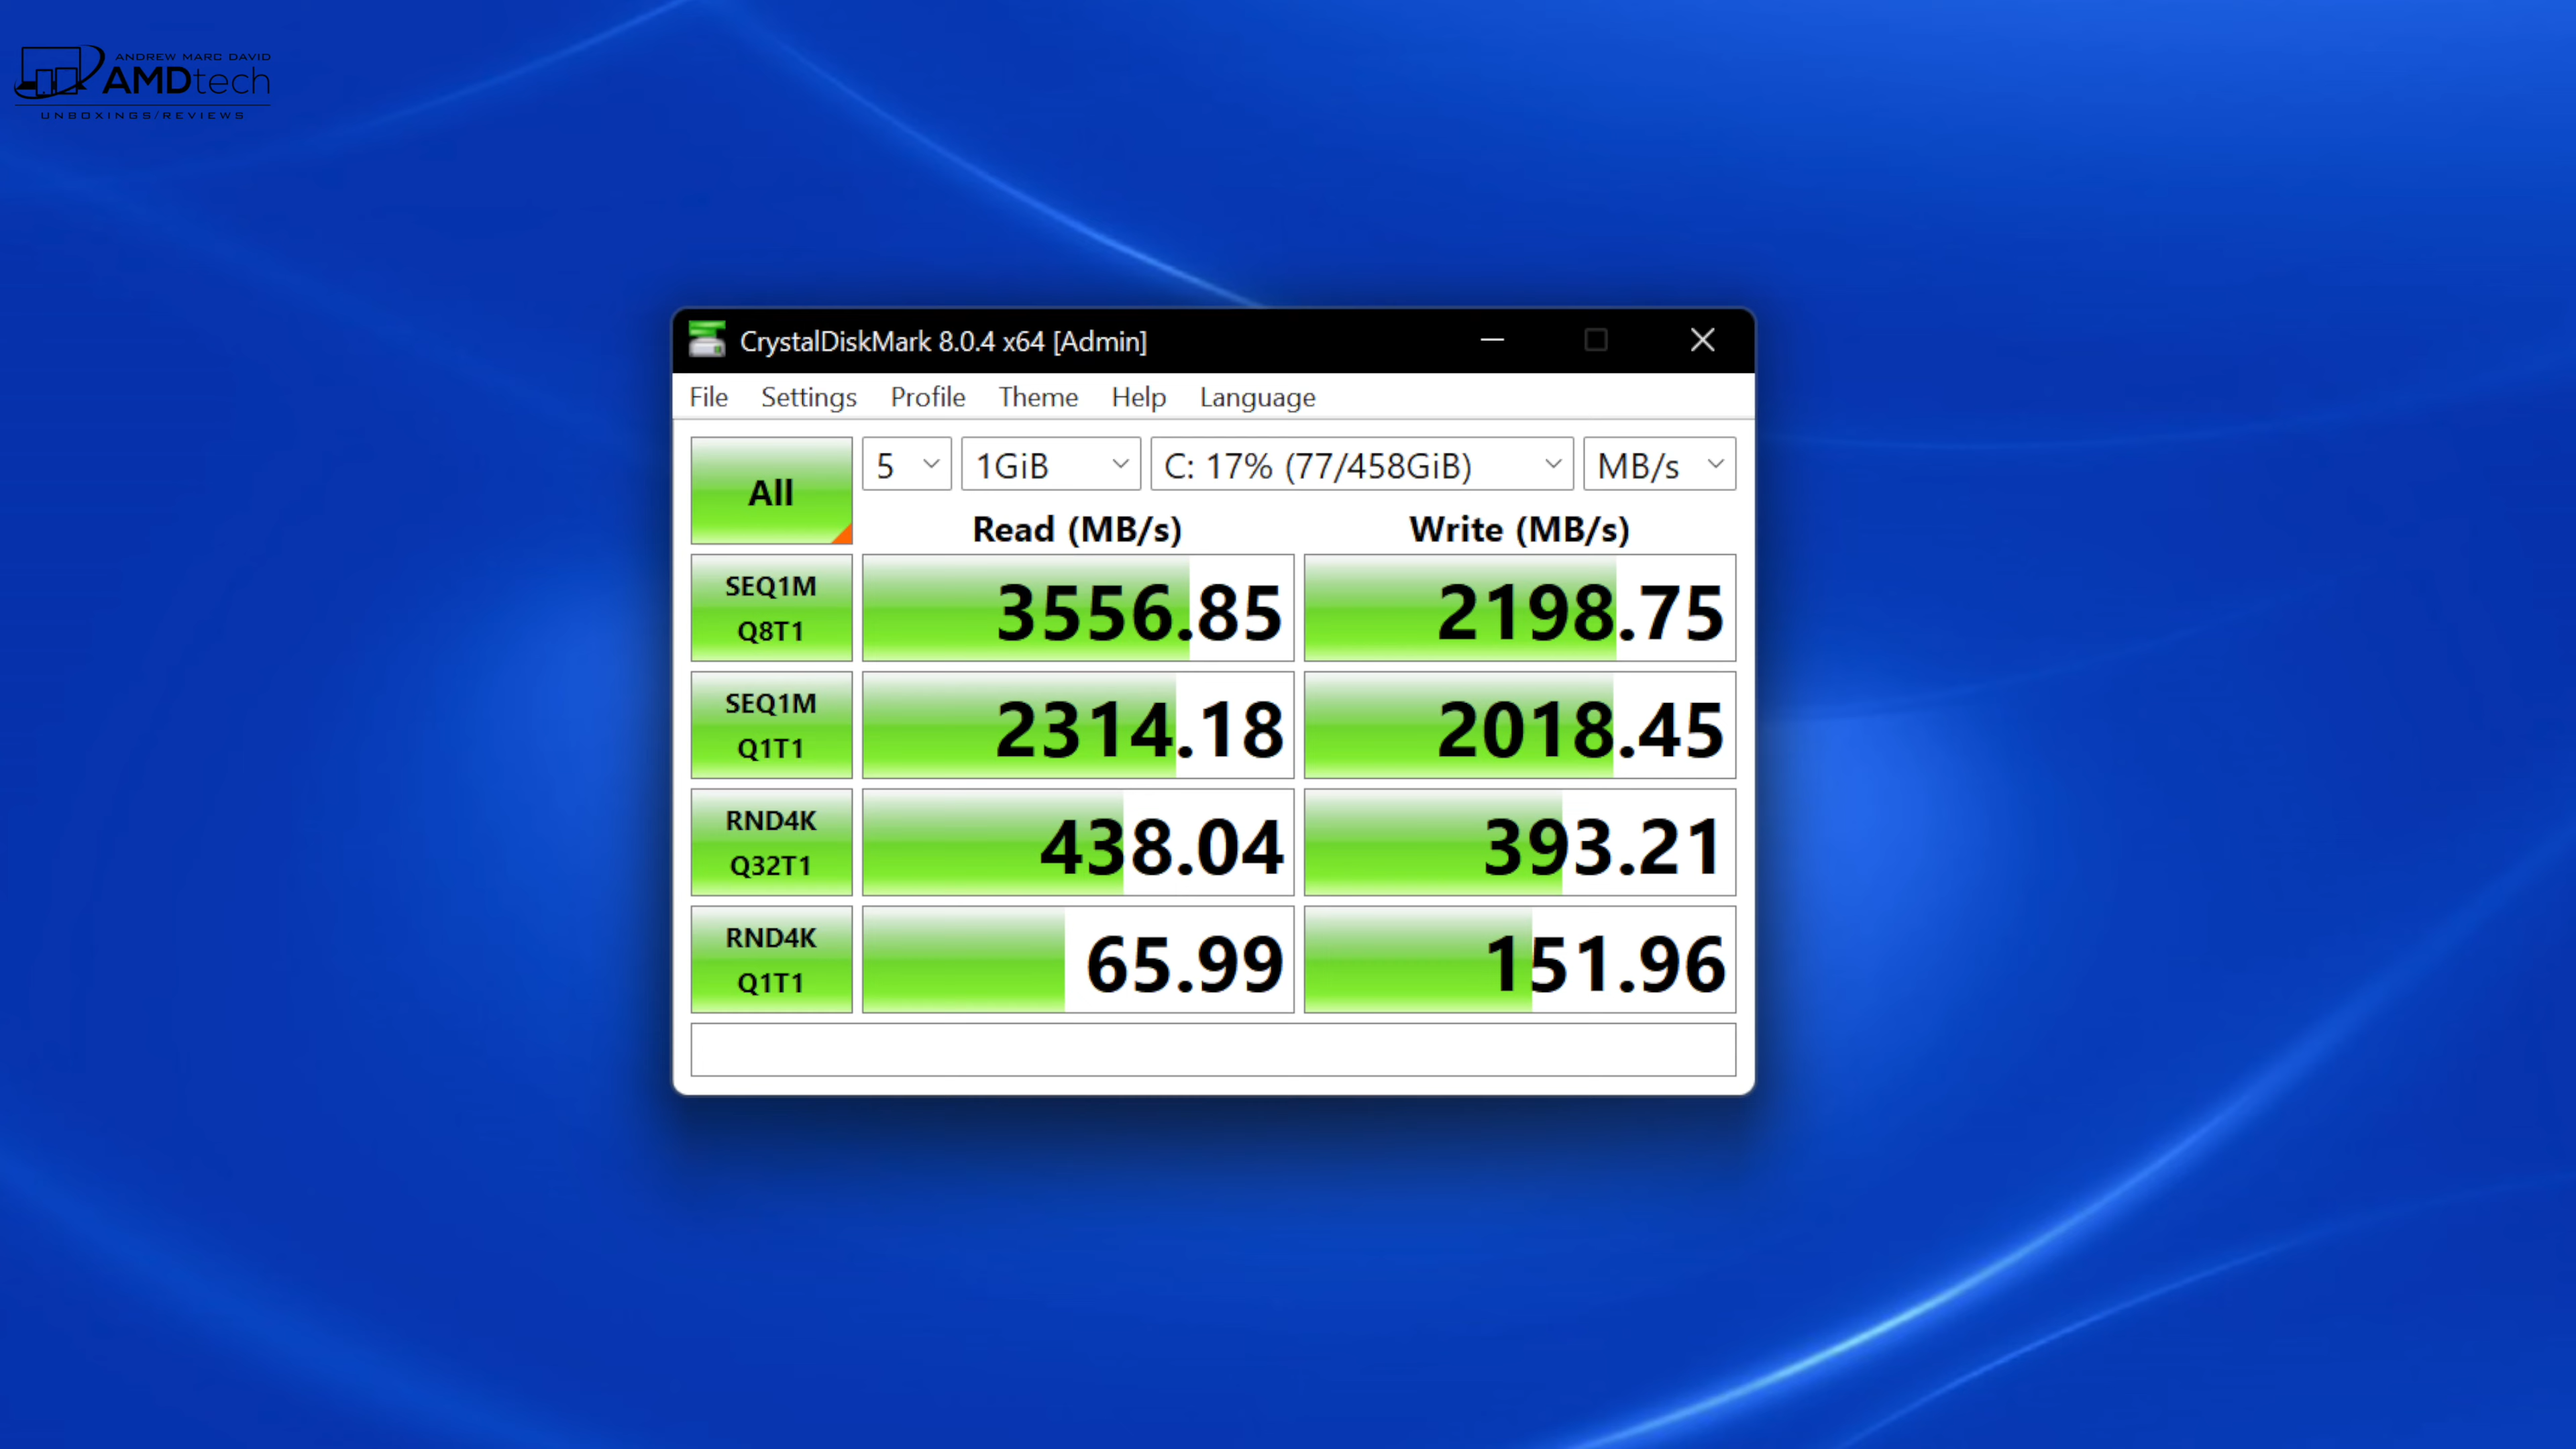 ANDREW MARC DAVID
AMDtech
UNBOXINGS/REVIEWS
CrystalDiskMark 8.0.4 x64 [Admin]
File Settings Profile Theme Help Language
All
5 1GiB C: 17% (77/458GiB) MB/s
Read (MB/s) Write (MB/s)
SEQ1M
Q8T1
3556.85 2198.75
SEQ1M
Q1T1
2314.18 2018.45
RND4K
Q32T1
438.04 393.21
RND4K
Q1T1
65.99 151.96